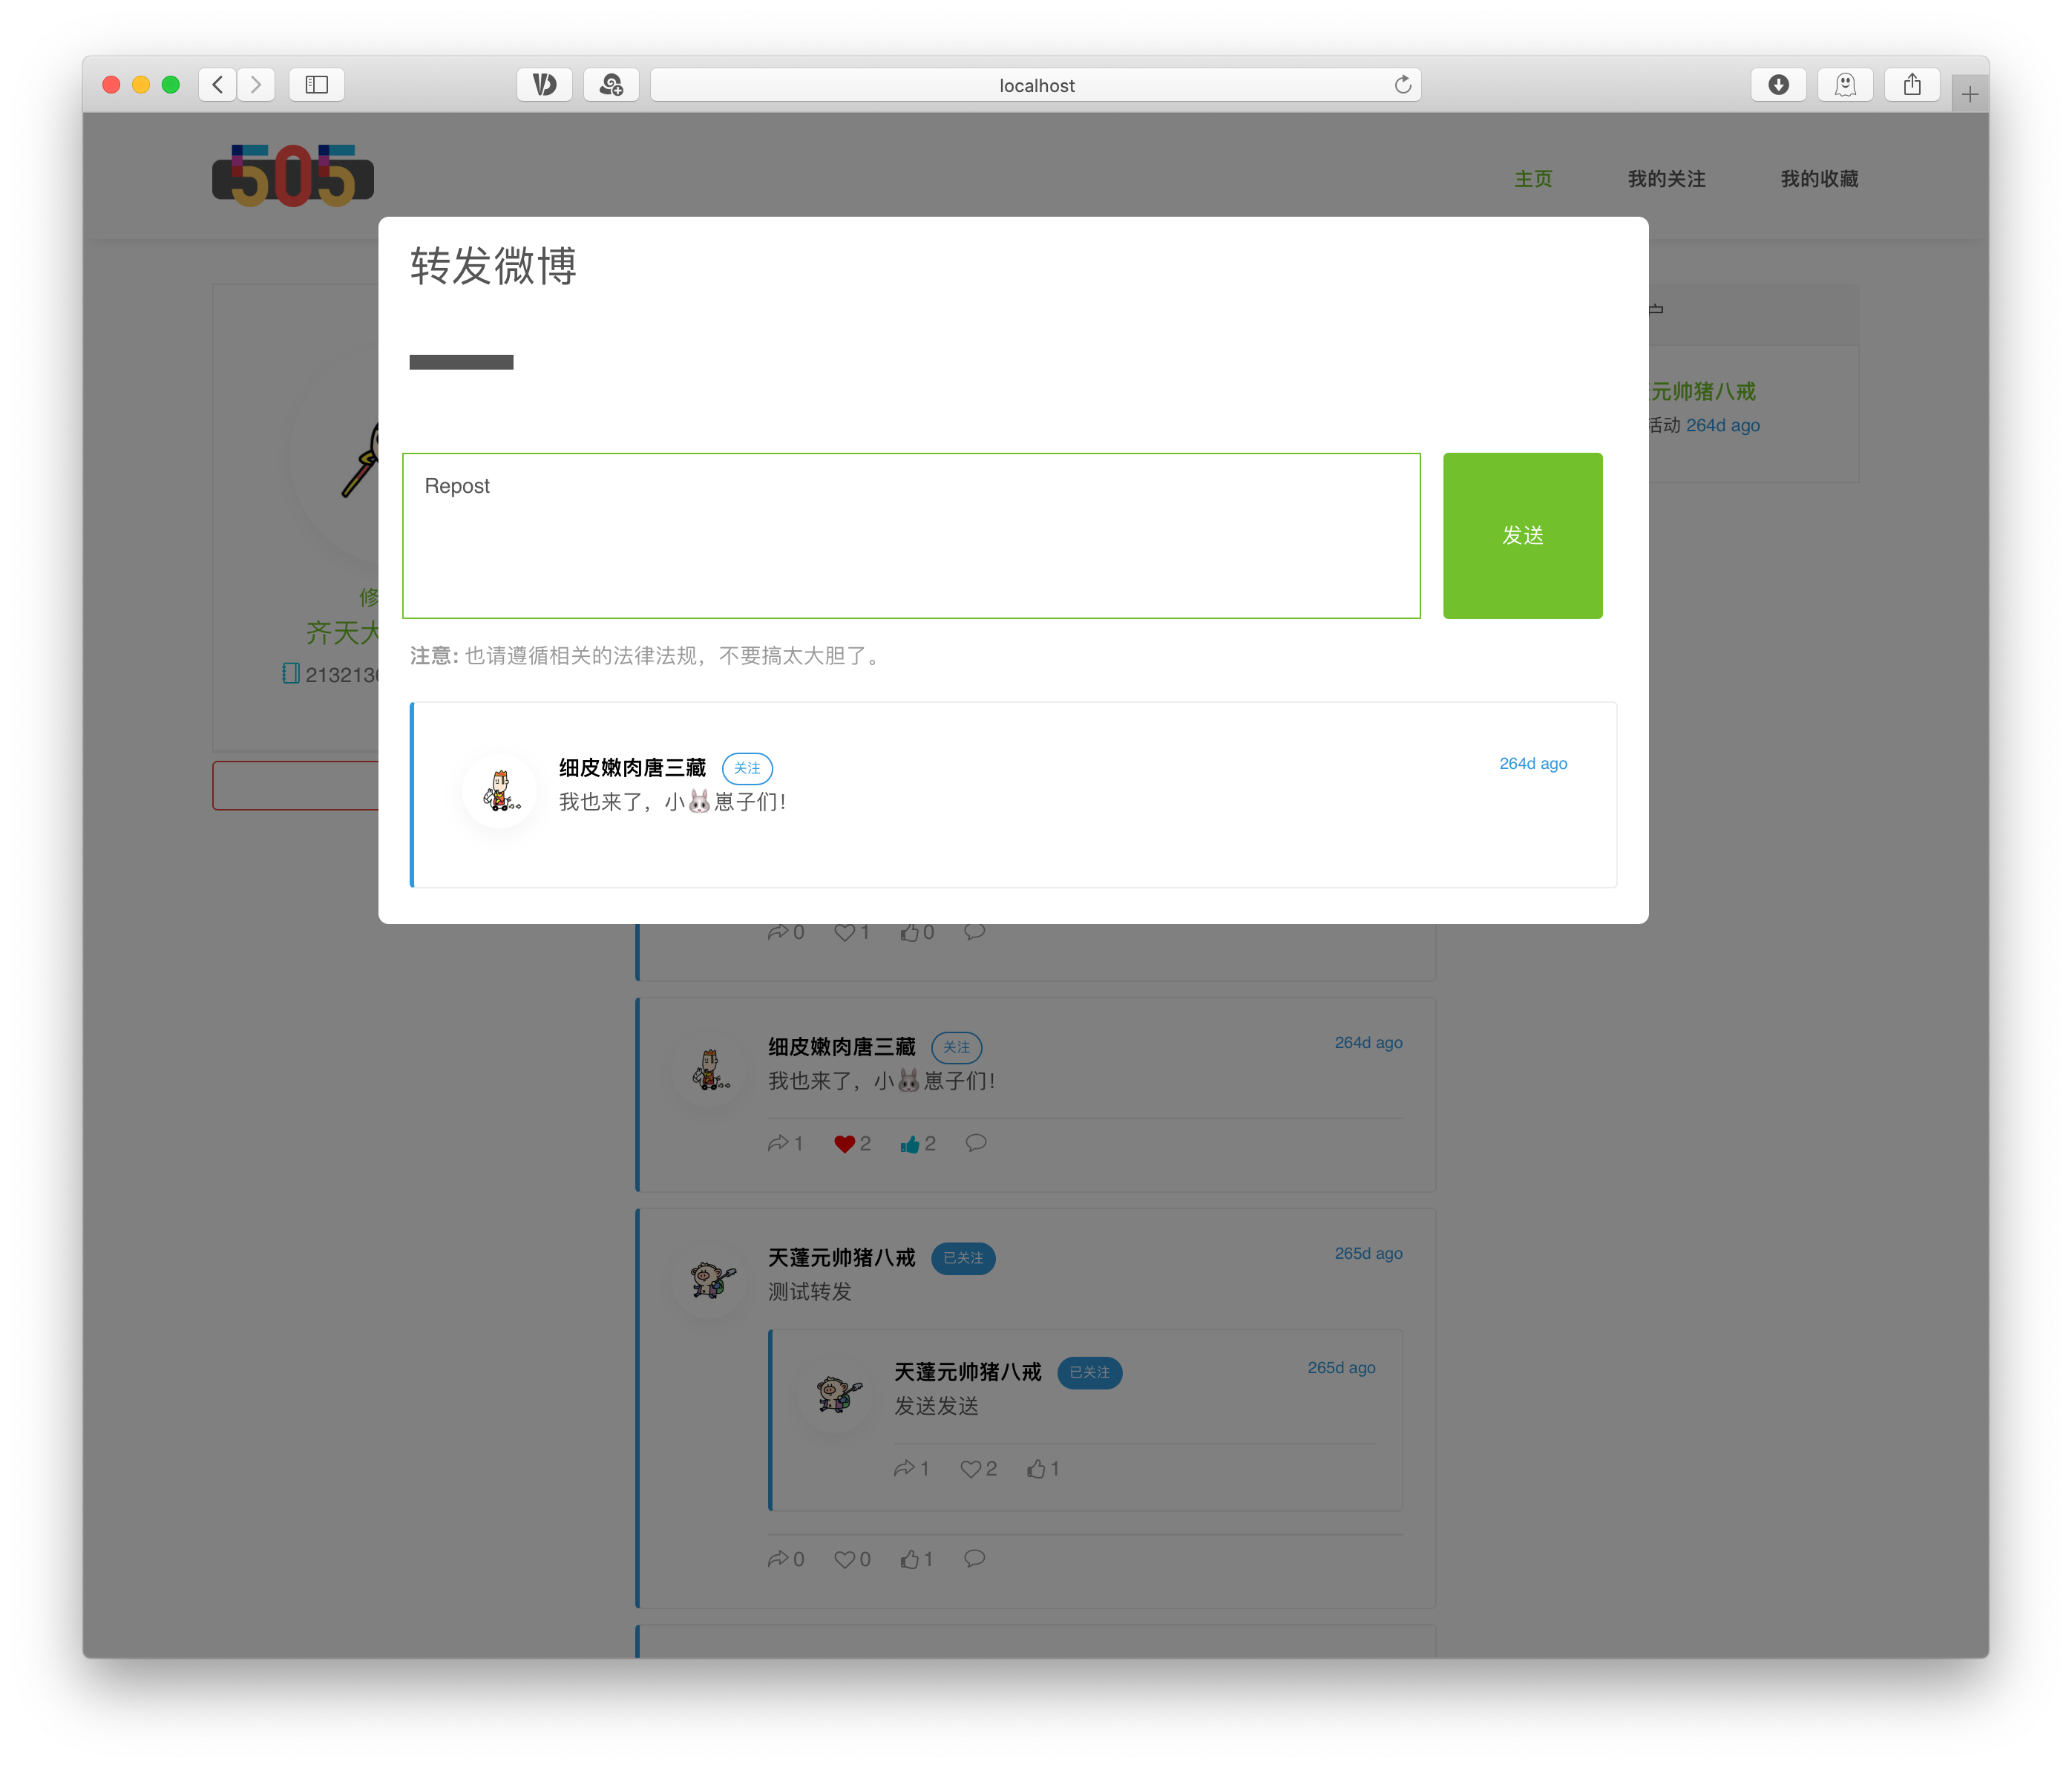 localhost
505
主页 我的关注 我的收藏
转发微博
元帅猪八戒
活动 264d ago
Repost
发送
修
齐天大
213213
注意: 也请遵循相关的法律法规，不要搞太大胆了。
细皮嫩肉唐三藏 关注 264d ago
我也来了，小🐰崽子们！
0 1 0
细皮嫩肉唐三藏 关注 264d ago
我也来了，小🐰崽子们！
1 2 2
天蓬元帅猪八戒 已关注 265d ago
测试转发
天蓬元帅猪八戒 已关注 265d ago
发送发送
1 2 1
0 0 1